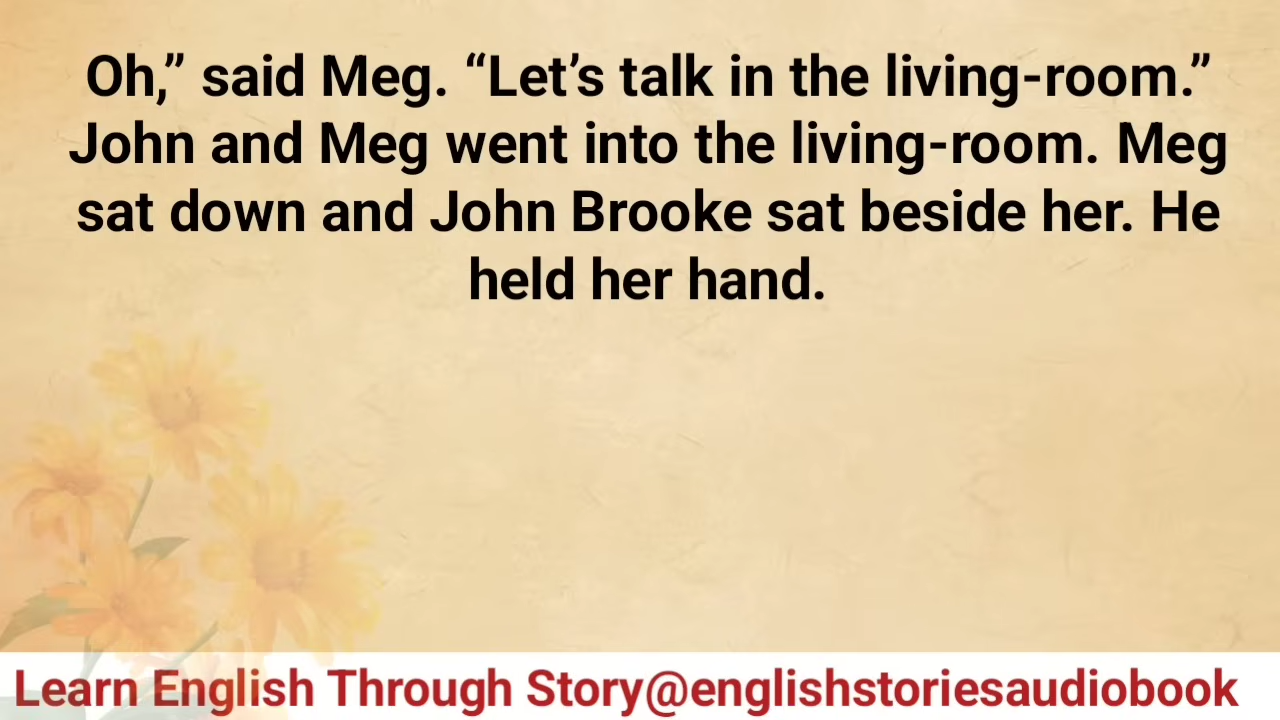 Oh,” said Meg. “Let’s talk in the living-room.”
John and Meg went into the living-room. Meg
sat down and John Brooke sat beside her. He
held her hand.
Learn English Through Story@englishstoriesaudiobook